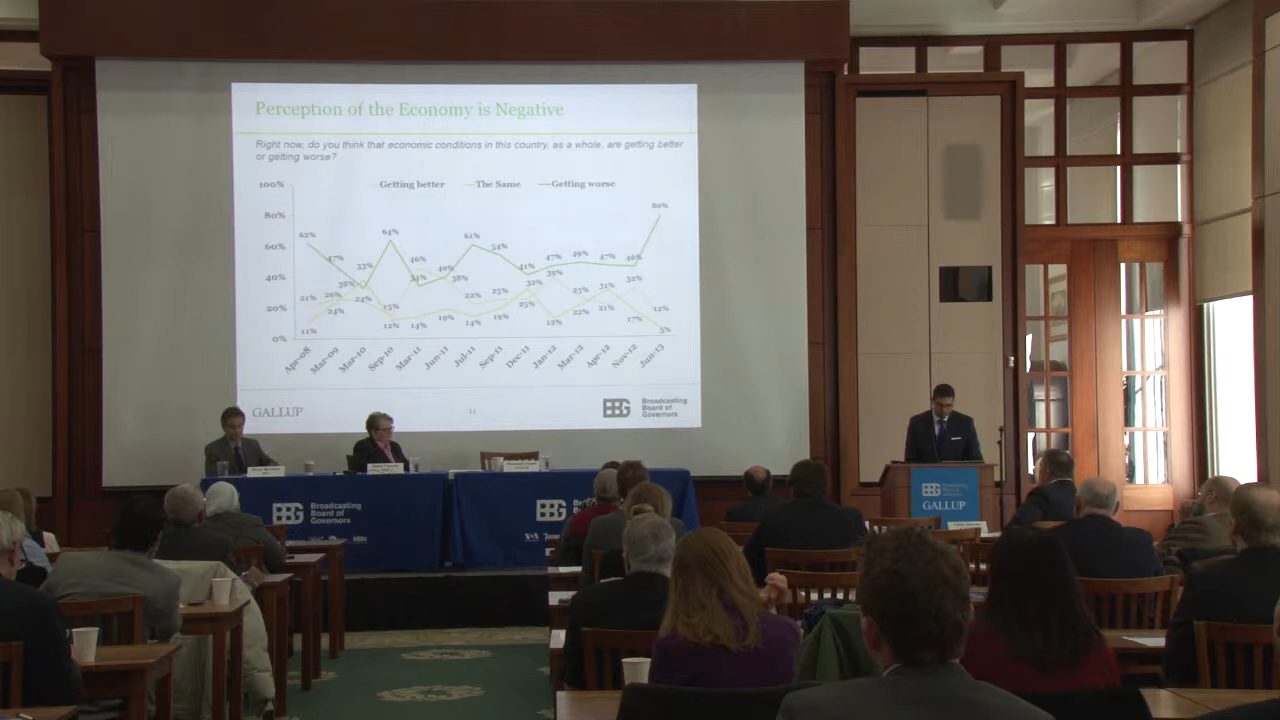 Perception of the Economy is Negative
Right now, do you think that economic conditions in this country, as a whole, are getting better
or getting worse?
Getting better The Same Getting worse
100%
80%
60%
40%
20%
0%
62% 47% 33% 64% 46% 40% 61% 54% 41% 47% 49% 47% 46% 80%
38% 34% 38% 32% 39% 32%
21% 26% 24% 15% 22% 25% 25% 31% 12%
11% 24% 12% 14% 19% 14% 19% 25% 12% 22% 21% 17% 5%
Apr-08 Mar-09 Mar-10 Sep-10 Mar-11 Jun-11 Jul-11 Sep-11 Dec-11 Jan-12 Mar-12 Apr-12 Nov-12 Jun-13
GALLUP
11
BBG
Broadcasting
Board of
Governors
BBG
Broadcasting
Board of
Governors
BBG
VOA
BBG
GALLUP